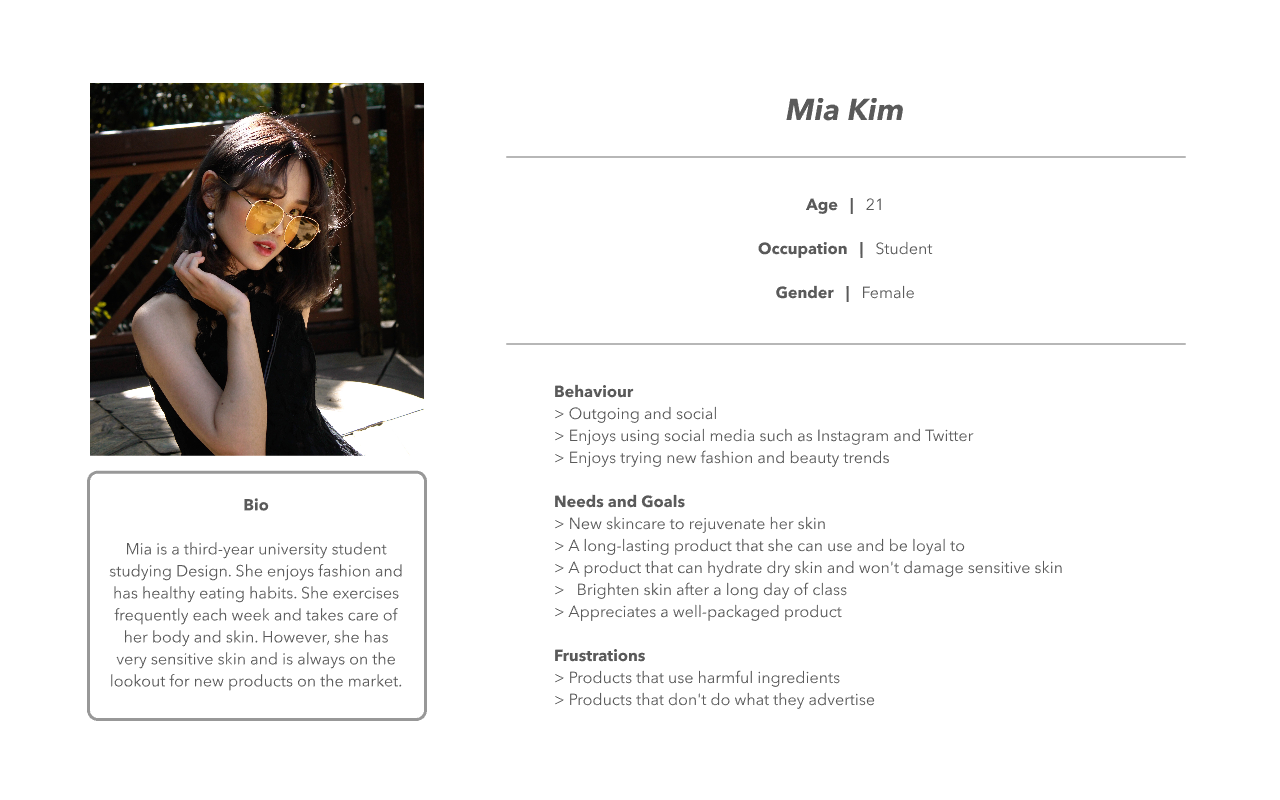 Mia Kim
Age | 21
Occupation | Student
Gender | Female
Bio
Mia is a third-year university student
studying Design. She enjoys fashion and
has healthy eating habits. She exercises
frequently each week and takes care of
her body and skin. However, she has
very sensitive skin and is always on the
lookout for new products on the market.
Behaviour
> Outgoing and social
> Enjoys using social media such as Instagram and Twitter
> Enjoys trying new fashion and beauty trends
Needs and Goals
> New skincare to rejuvenate her skin
> A long-lasting product that she can use and be loyal to
> A product that can hydrate dry skin and won't damage sensitive skin
> Brighten skin after a long day of class
> Appreciates a well-packaged product
Frustrations
> Products that use harmful ingredients
> Products that don't do what they advertise